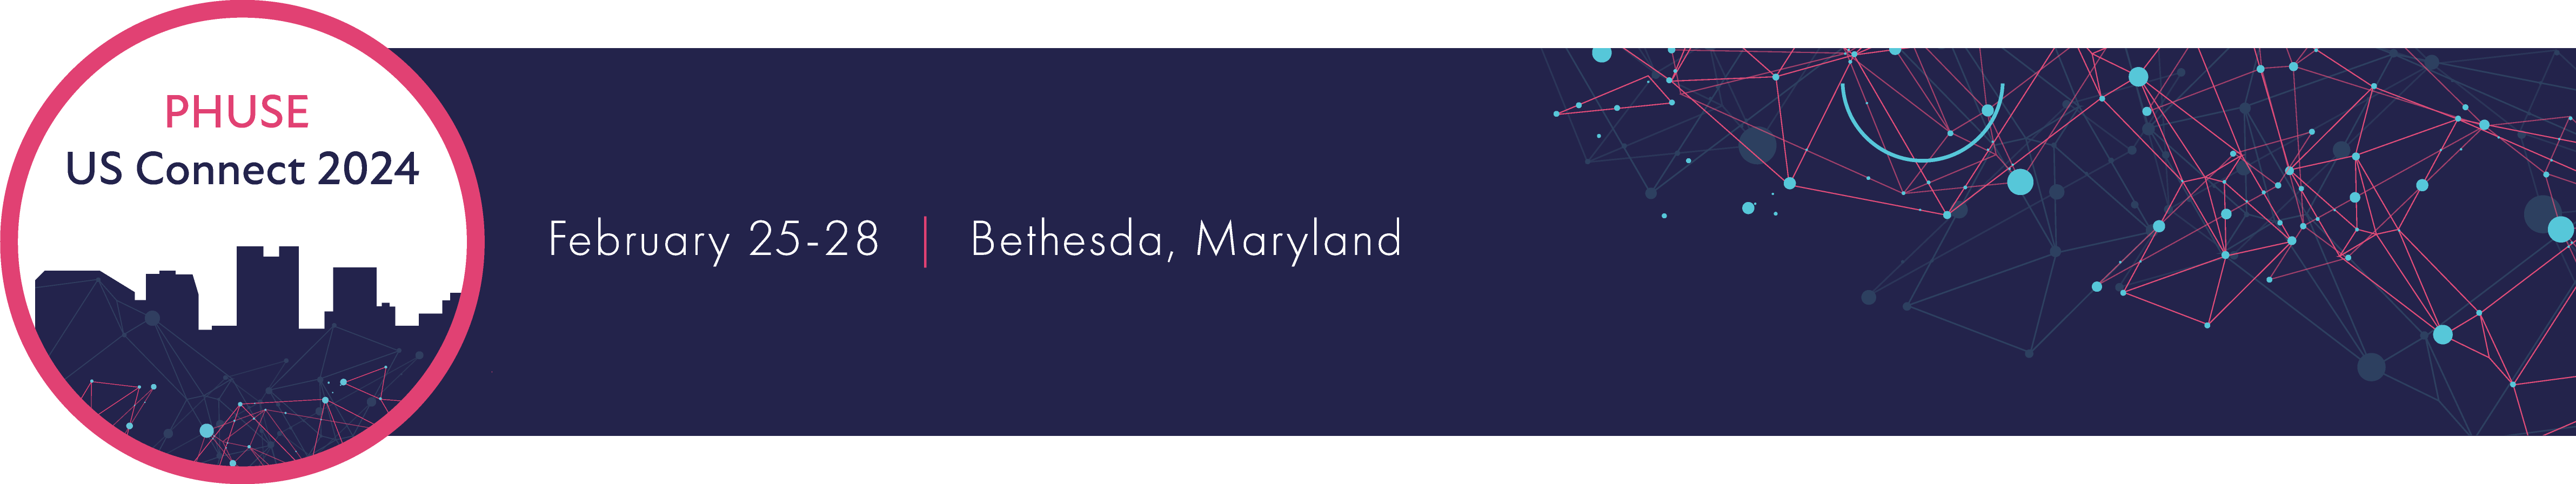 PHUSE
US Connect 2024
February 25-28 | Bethesda, Maryland